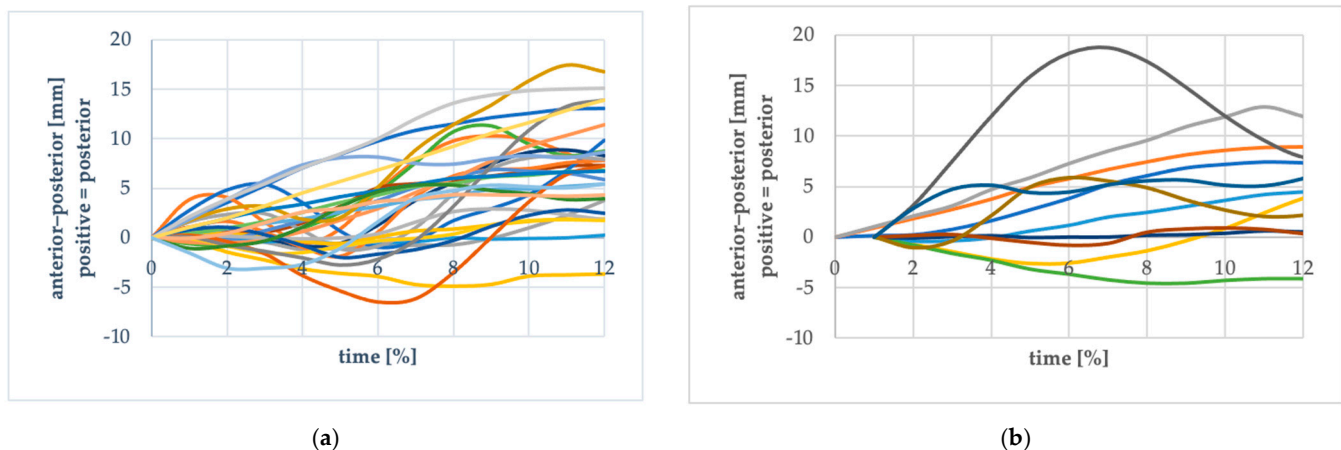 20
15
10
5
0
-5
-10
0 2 4 6 8 10 12
anterior–posterior [mm]
positive = posterior
time [%]
(a)
20
15
10
5
0
-5
-10
0 2 4 6 8 10 12
anterior–posterior [mm]
positive = posterior
time [%]
(b)